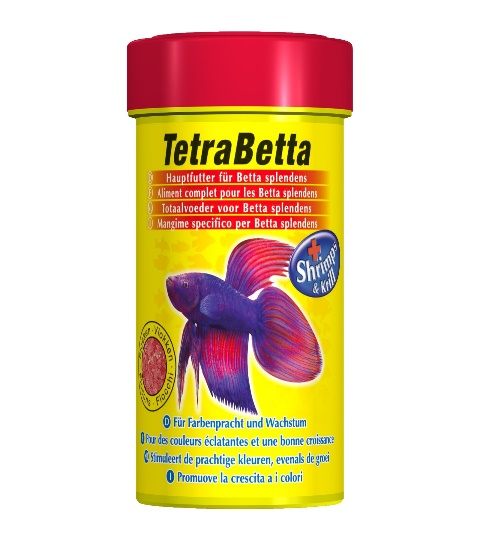 TetraBetta
Hauptfutter für Betta splendens
Aliment complet pour les Betta splendens
Totaalvoeder voor Betta splendens
Mangime specifico per Betta splendens
+
Shrimps
& Krill
Vlokken
Fiocchi
D Für Farbenpracht und Wachstum
Pour des couleurs éclatantes et une bonne croissance
Stimuleert de prachtige kleuren, evenals de groei
I Promuove la crescita a i colori